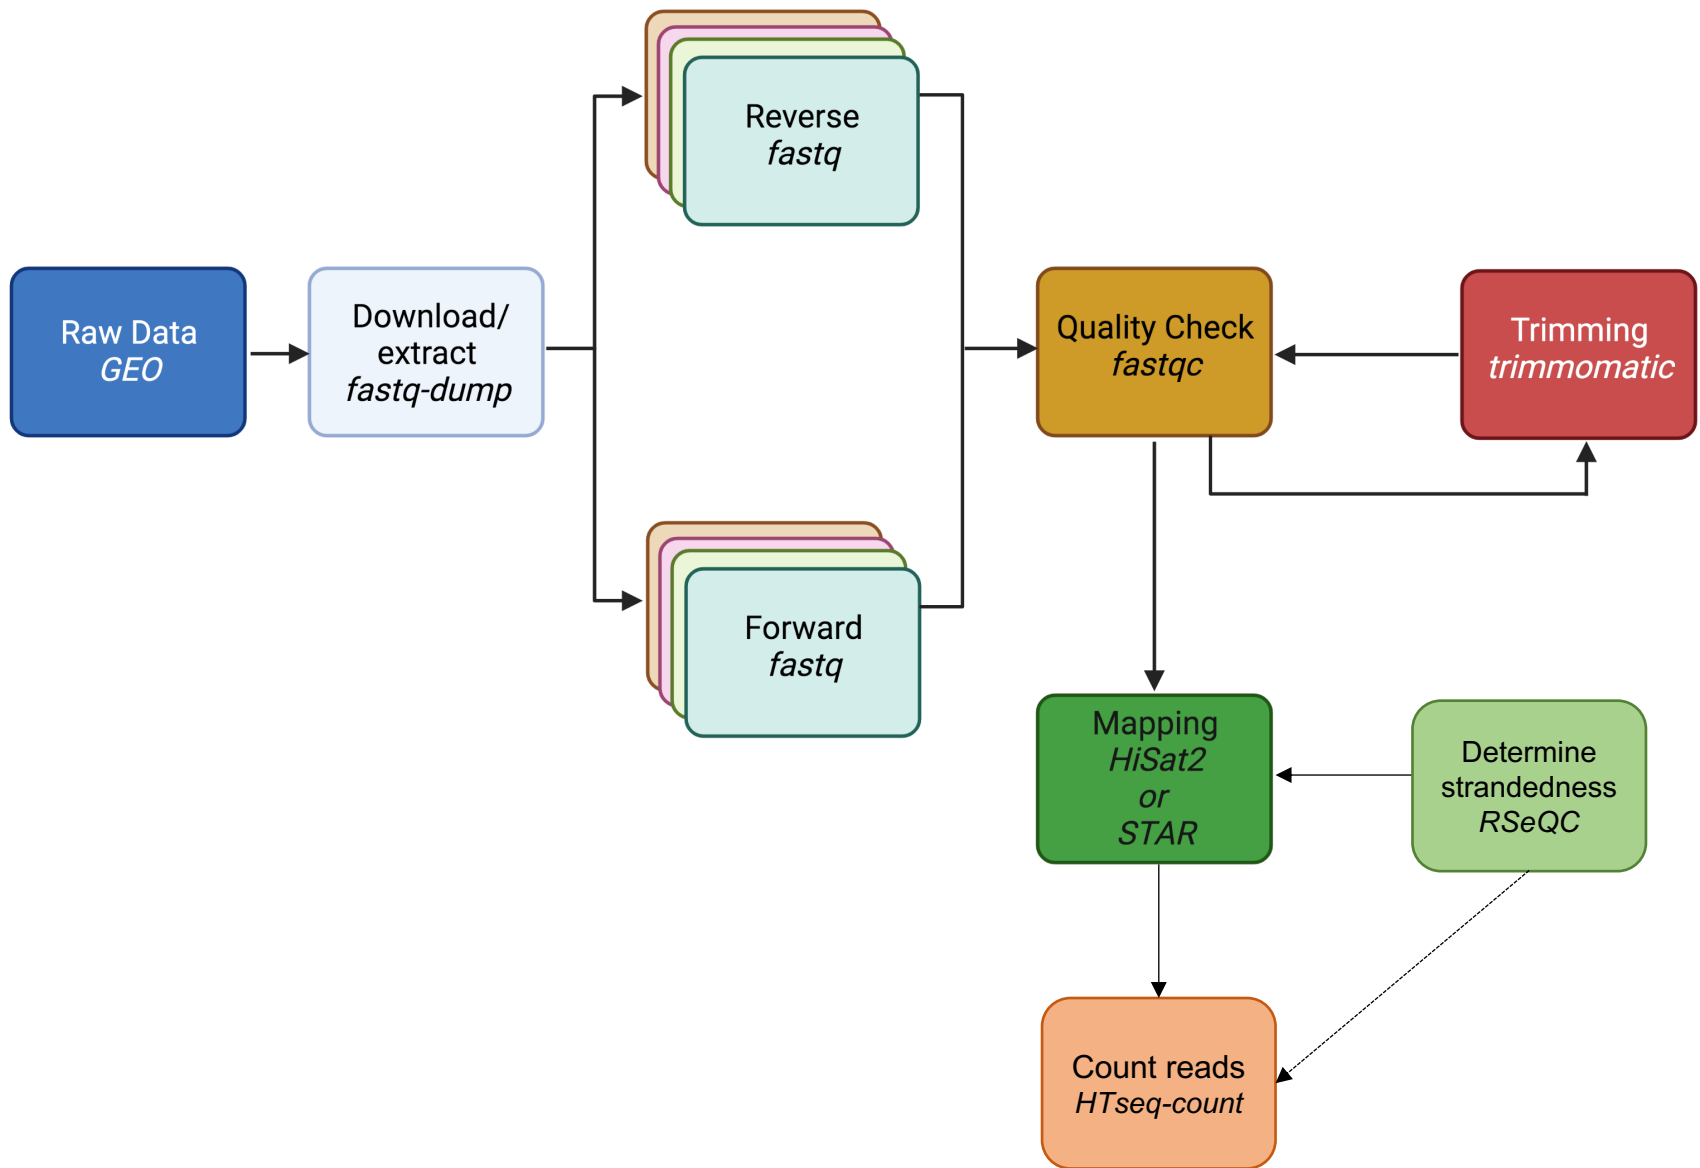 Reverse
fastq
Raw Data
GEO
Download/
extract
fastq-dump
Quality Check
fastqc
Trimming
trimmomatic
Forward
fastq
Mapping
HiSat2
or
STAR
Determine
strandedness
RSeQC
Count reads
HTseq-count